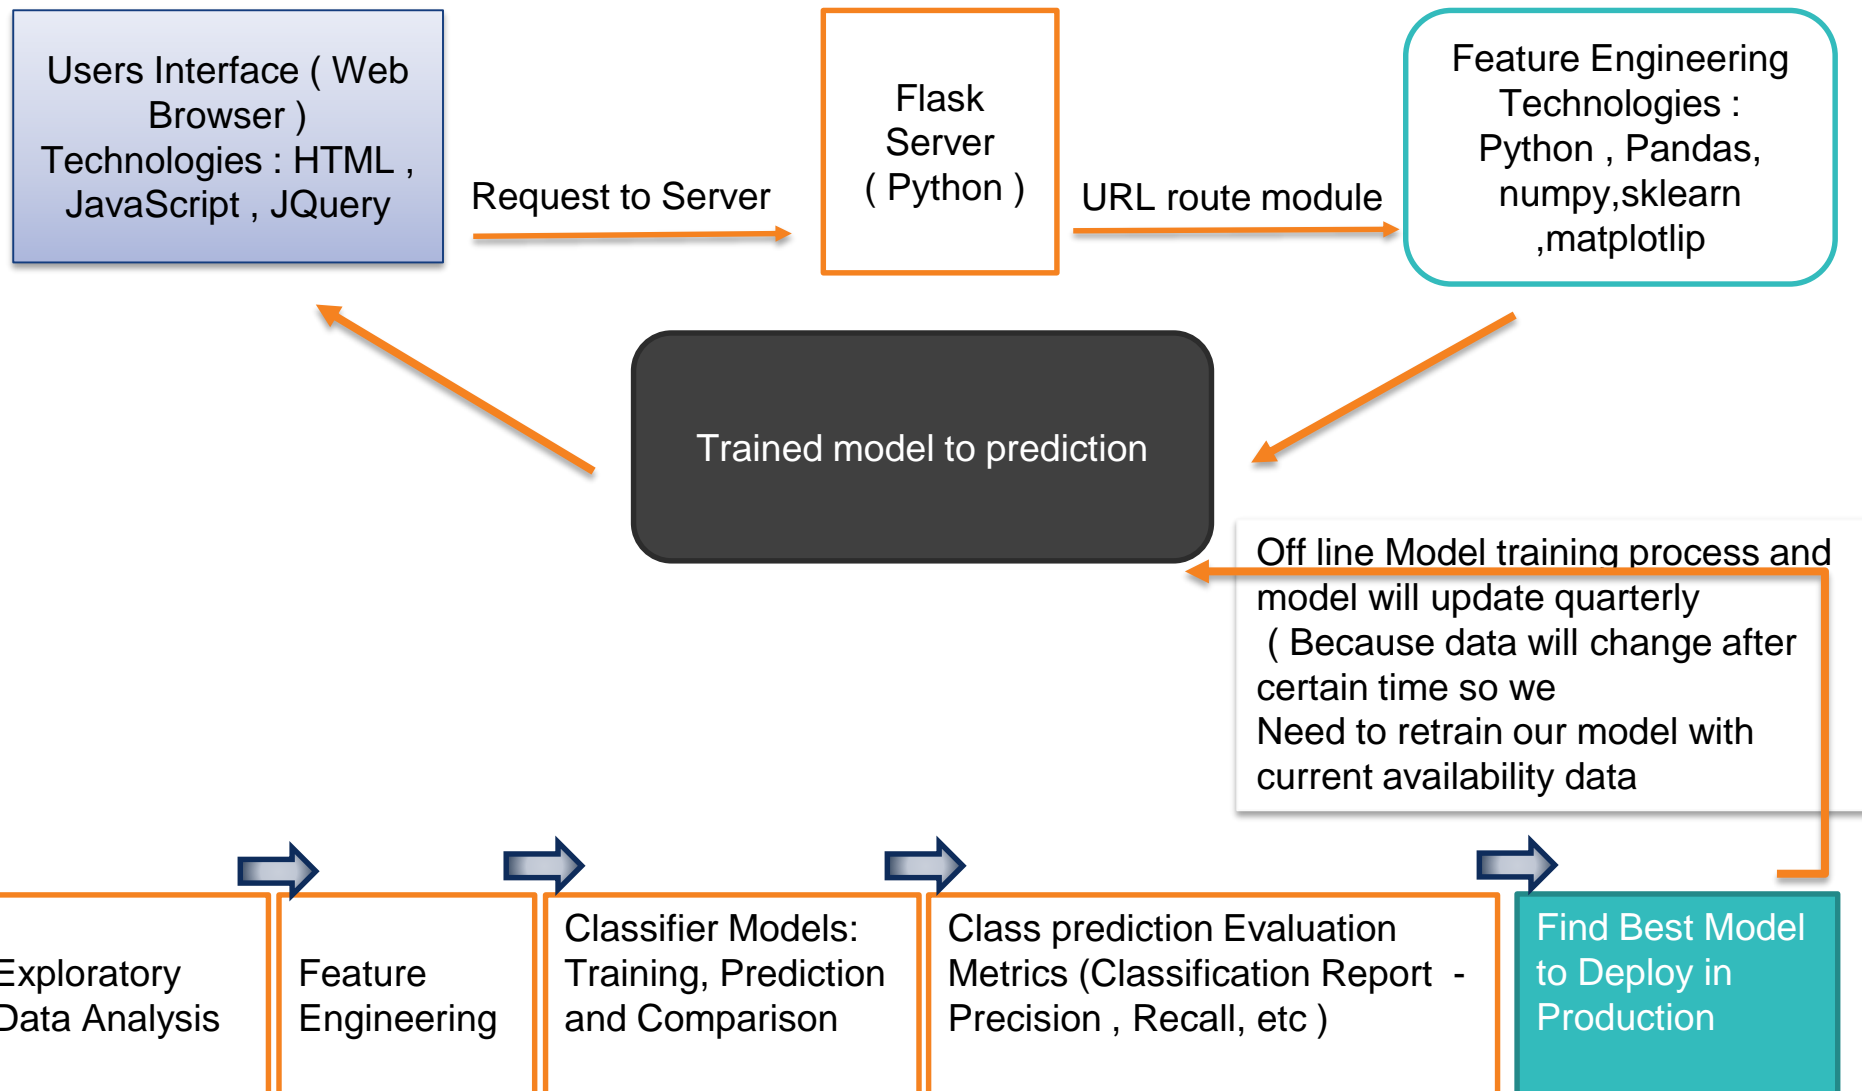 Users Interface ( Web
Browser )
Technologies : HTML ,
JavaScript , JQuery
Request to Server
Flask
Server
( Python )
URL route module
Feature Engineering
Technologies :
Python , Pandas,
numpy,sklearn
,matplotlip
Trained model to prediction
Off line Model training process and
model will update quarterly
( Because data will change after
certain time so we
Need to retrain our model with
current availability data
Exploratory
Data Analysis
Feature
Engineering
Classifier Models:
Training, Prediction
and Comparison
Class prediction Evaluation
Metrics (Classification Report -
Precision , Recall, etc )
Find Best Model
to Deploy in
Production